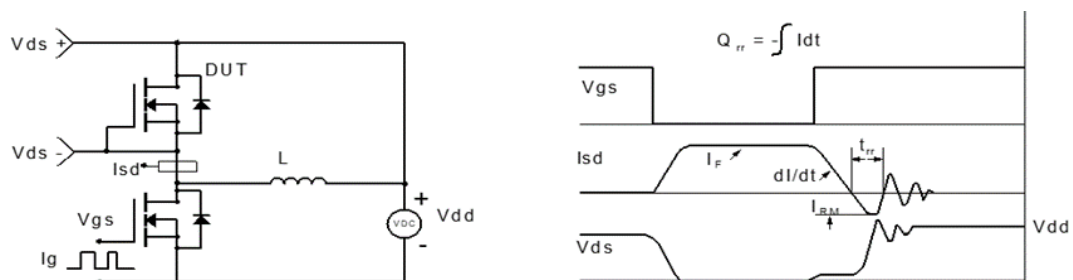 Vds +
DUT
Vds -
Isd
L
Vgs
VDC
+
-
Vdd
Ig
Q rr = -∫ Idt
Vgs
Isd
I F
dI/dt
t rr
I RM
Vdd
Vds